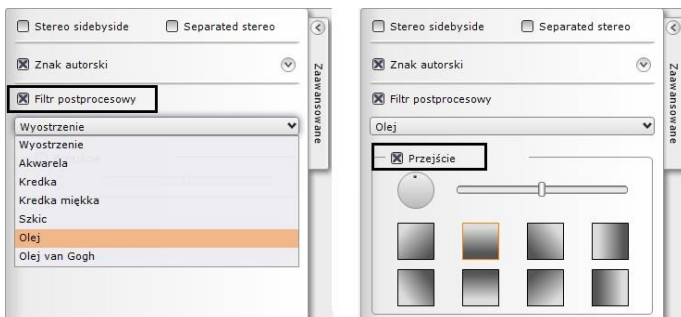 Stereo sidebyside Separated stereo
Znak autorski
Filtr postprocesowy
Wyostrzenie
Wyostrzenie
Akwarela
Kredka
Kredka miękka
Szkic
Olej
Olej van Gogh
Zaawansowane
Stereo sidebyside Separated stereo
Znak autorski
Filtr postprocesowy
Olej
Przejście
Zaawansowane